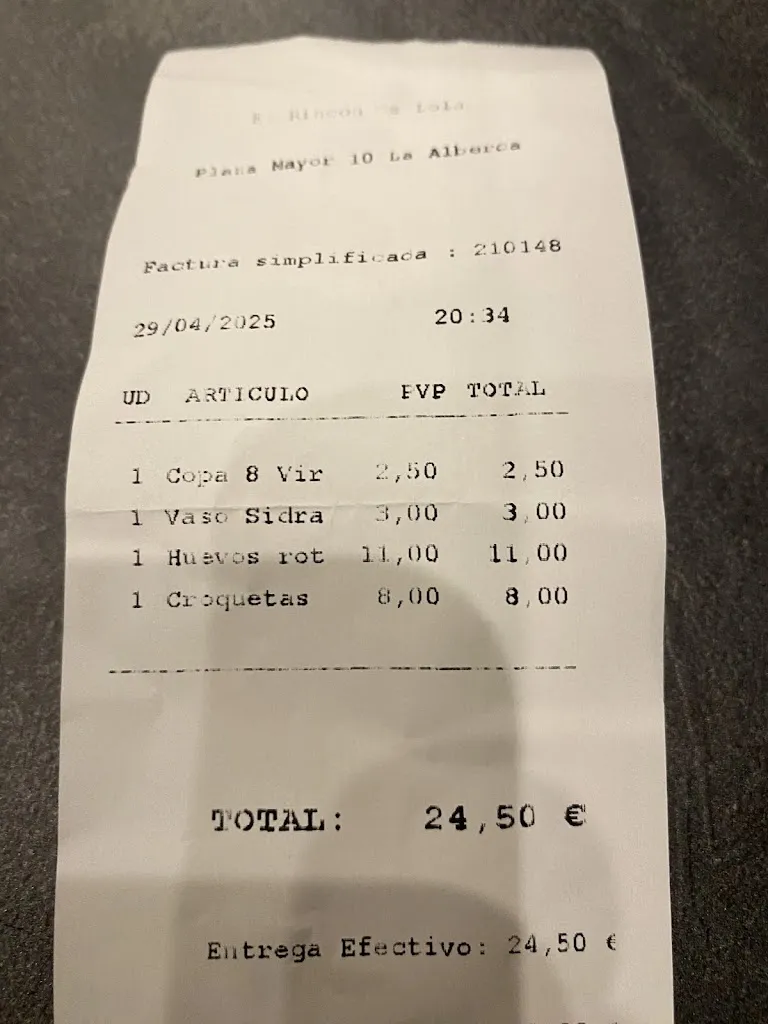 Rincon Lola
Plaza Mayor 10 La Alberca
Factura simplificada : 210148
29/04/2025 20:34
UD ARTICULO PVP TOTAL
1 Copa 8 Vir 2,50 2,50
1 Vaso Sidra 3,00 3,00
1 Huevos rot 11,00 11,00
1 Croquetas 8,00 8,00
TOTAL: 24,50 €
Entrega Efectivo: 24,50 €